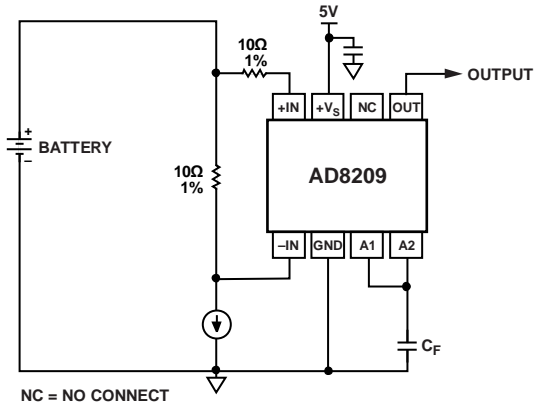 5V
10Ω
1%
OUTPUT
+IN
+VS
NC
OUT
+
BATTERY
–
10Ω
1%
AD8209
–IN
GND
A1
A2
CF
NC = NO CONNECT